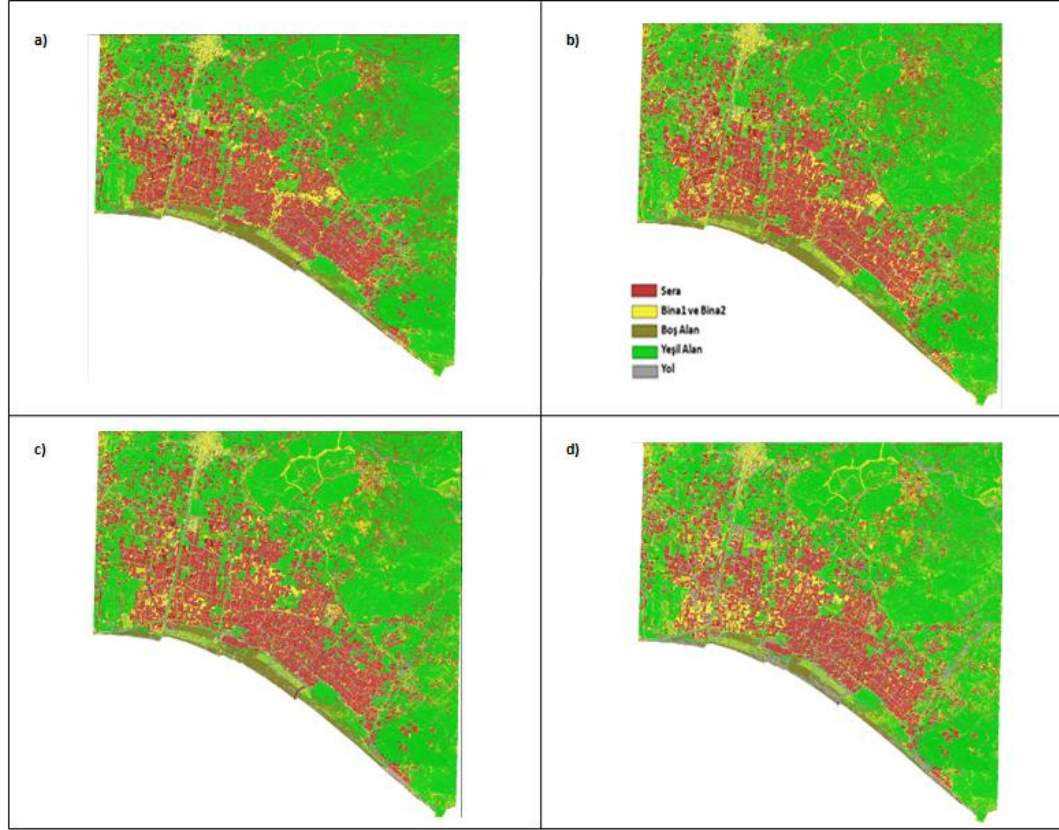 a)
b)
Sera
Bina1 ve Bina2
Boş Alan
Yeşil Alan
Yol
c)
d)